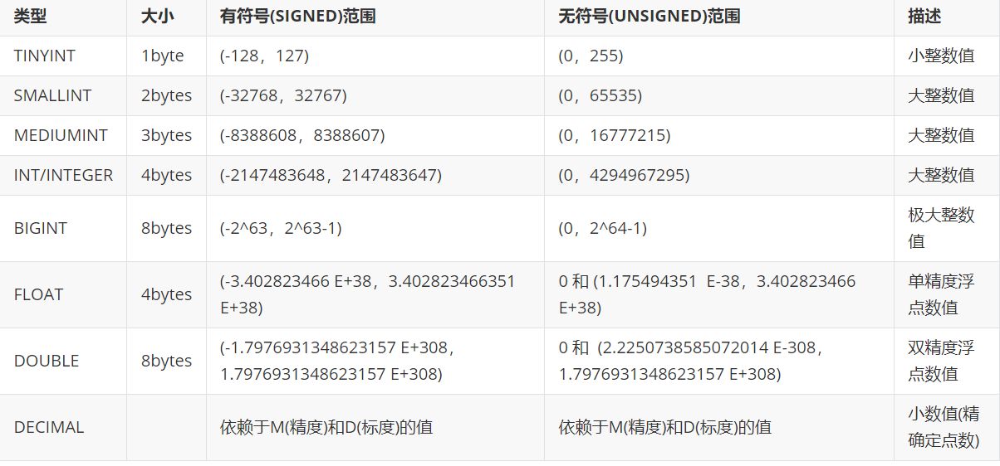 类型 大小 有符号(SIGNED)范围 无符号(UNSIGNED)范围 描述
TINYINT 1byte (-128，127) (0，255) 小整数值
SMALLINT 2bytes (-32768，32767) (0，65535) 大整数值
MEDIUMINT 3bytes (-8388608，8388607) (0，16777215) 大整数值
INT/INTEGER 4bytes (-2147483648，2147483647) (0，4294967295) 大整数值
BIGINT 8bytes (-2^63，2^63-1) (0，2^64-1) 极大整数
值
FLOAT 4bytes (-3.402823466 E+38，3.402823466351
E+38) 0 和 (1.175494351 E-38，3.402823466
E+38) 单精度浮
点数值
DOUBLE 8bytes (-1.7976931348623157 E+308，
1.7976931348623157 E+308) 0 和 (2.2250738585072014 E-308，
1.7976931348623157 E+308) 双精度浮
点数值
DECIMAL 依赖于M(精度)和D(标度)的值 依赖于M(精度)和D(标度)的值 小数值(精
确定点数)